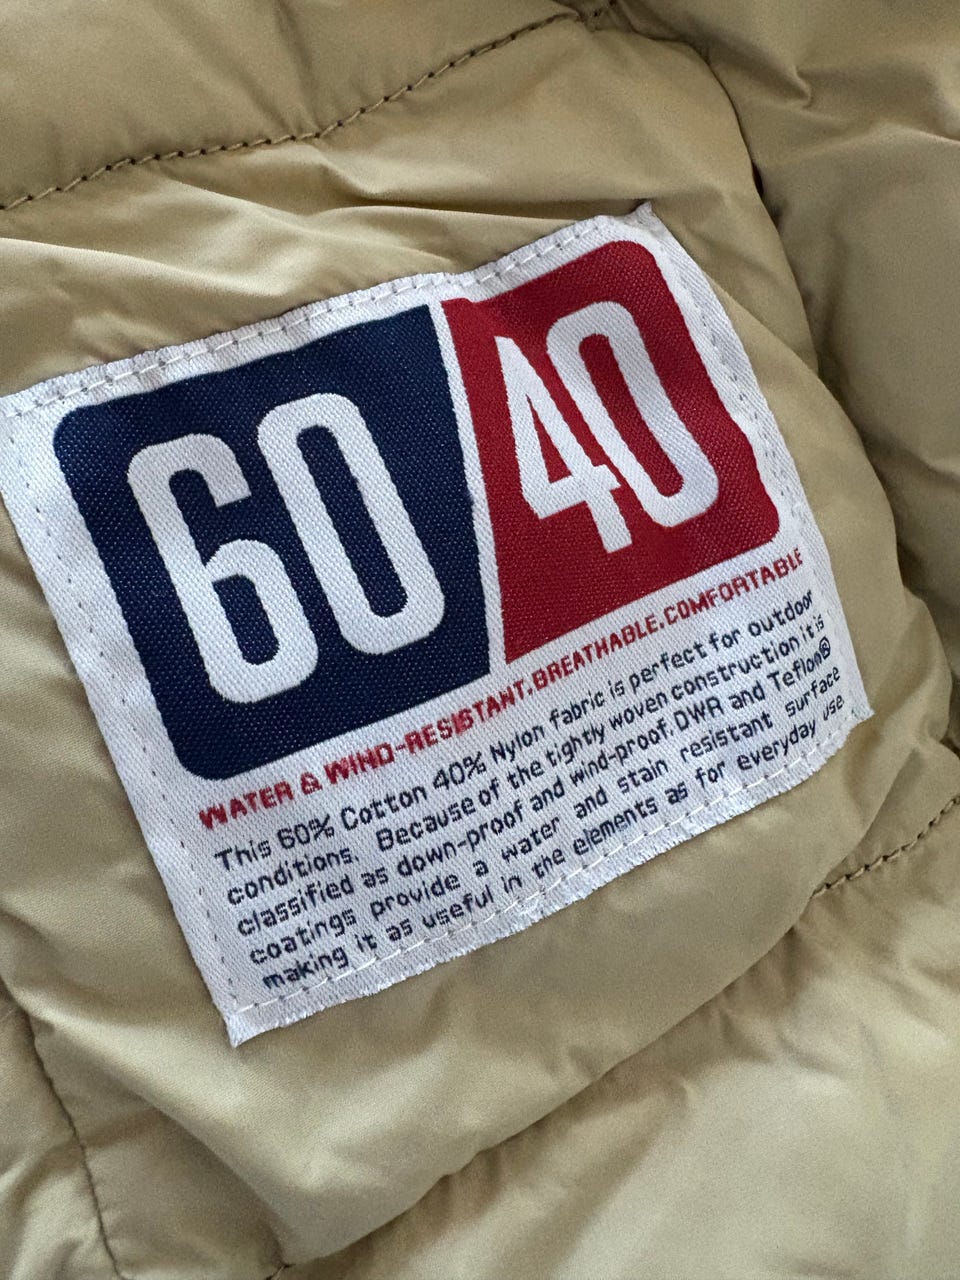 60 40
WATER & WIND-RESISTANT.BREATHABLE.COMFORTABLE
This 60% Cotton 40% Nylon fabric is perfect for outdoor
conditions. Because of the tightly woven construction it is
classified as down-proof and wind-proof. DWR and Teflon®
coatings provide a water and stain resistant surface
making it as useful in the elements as for everyday use.